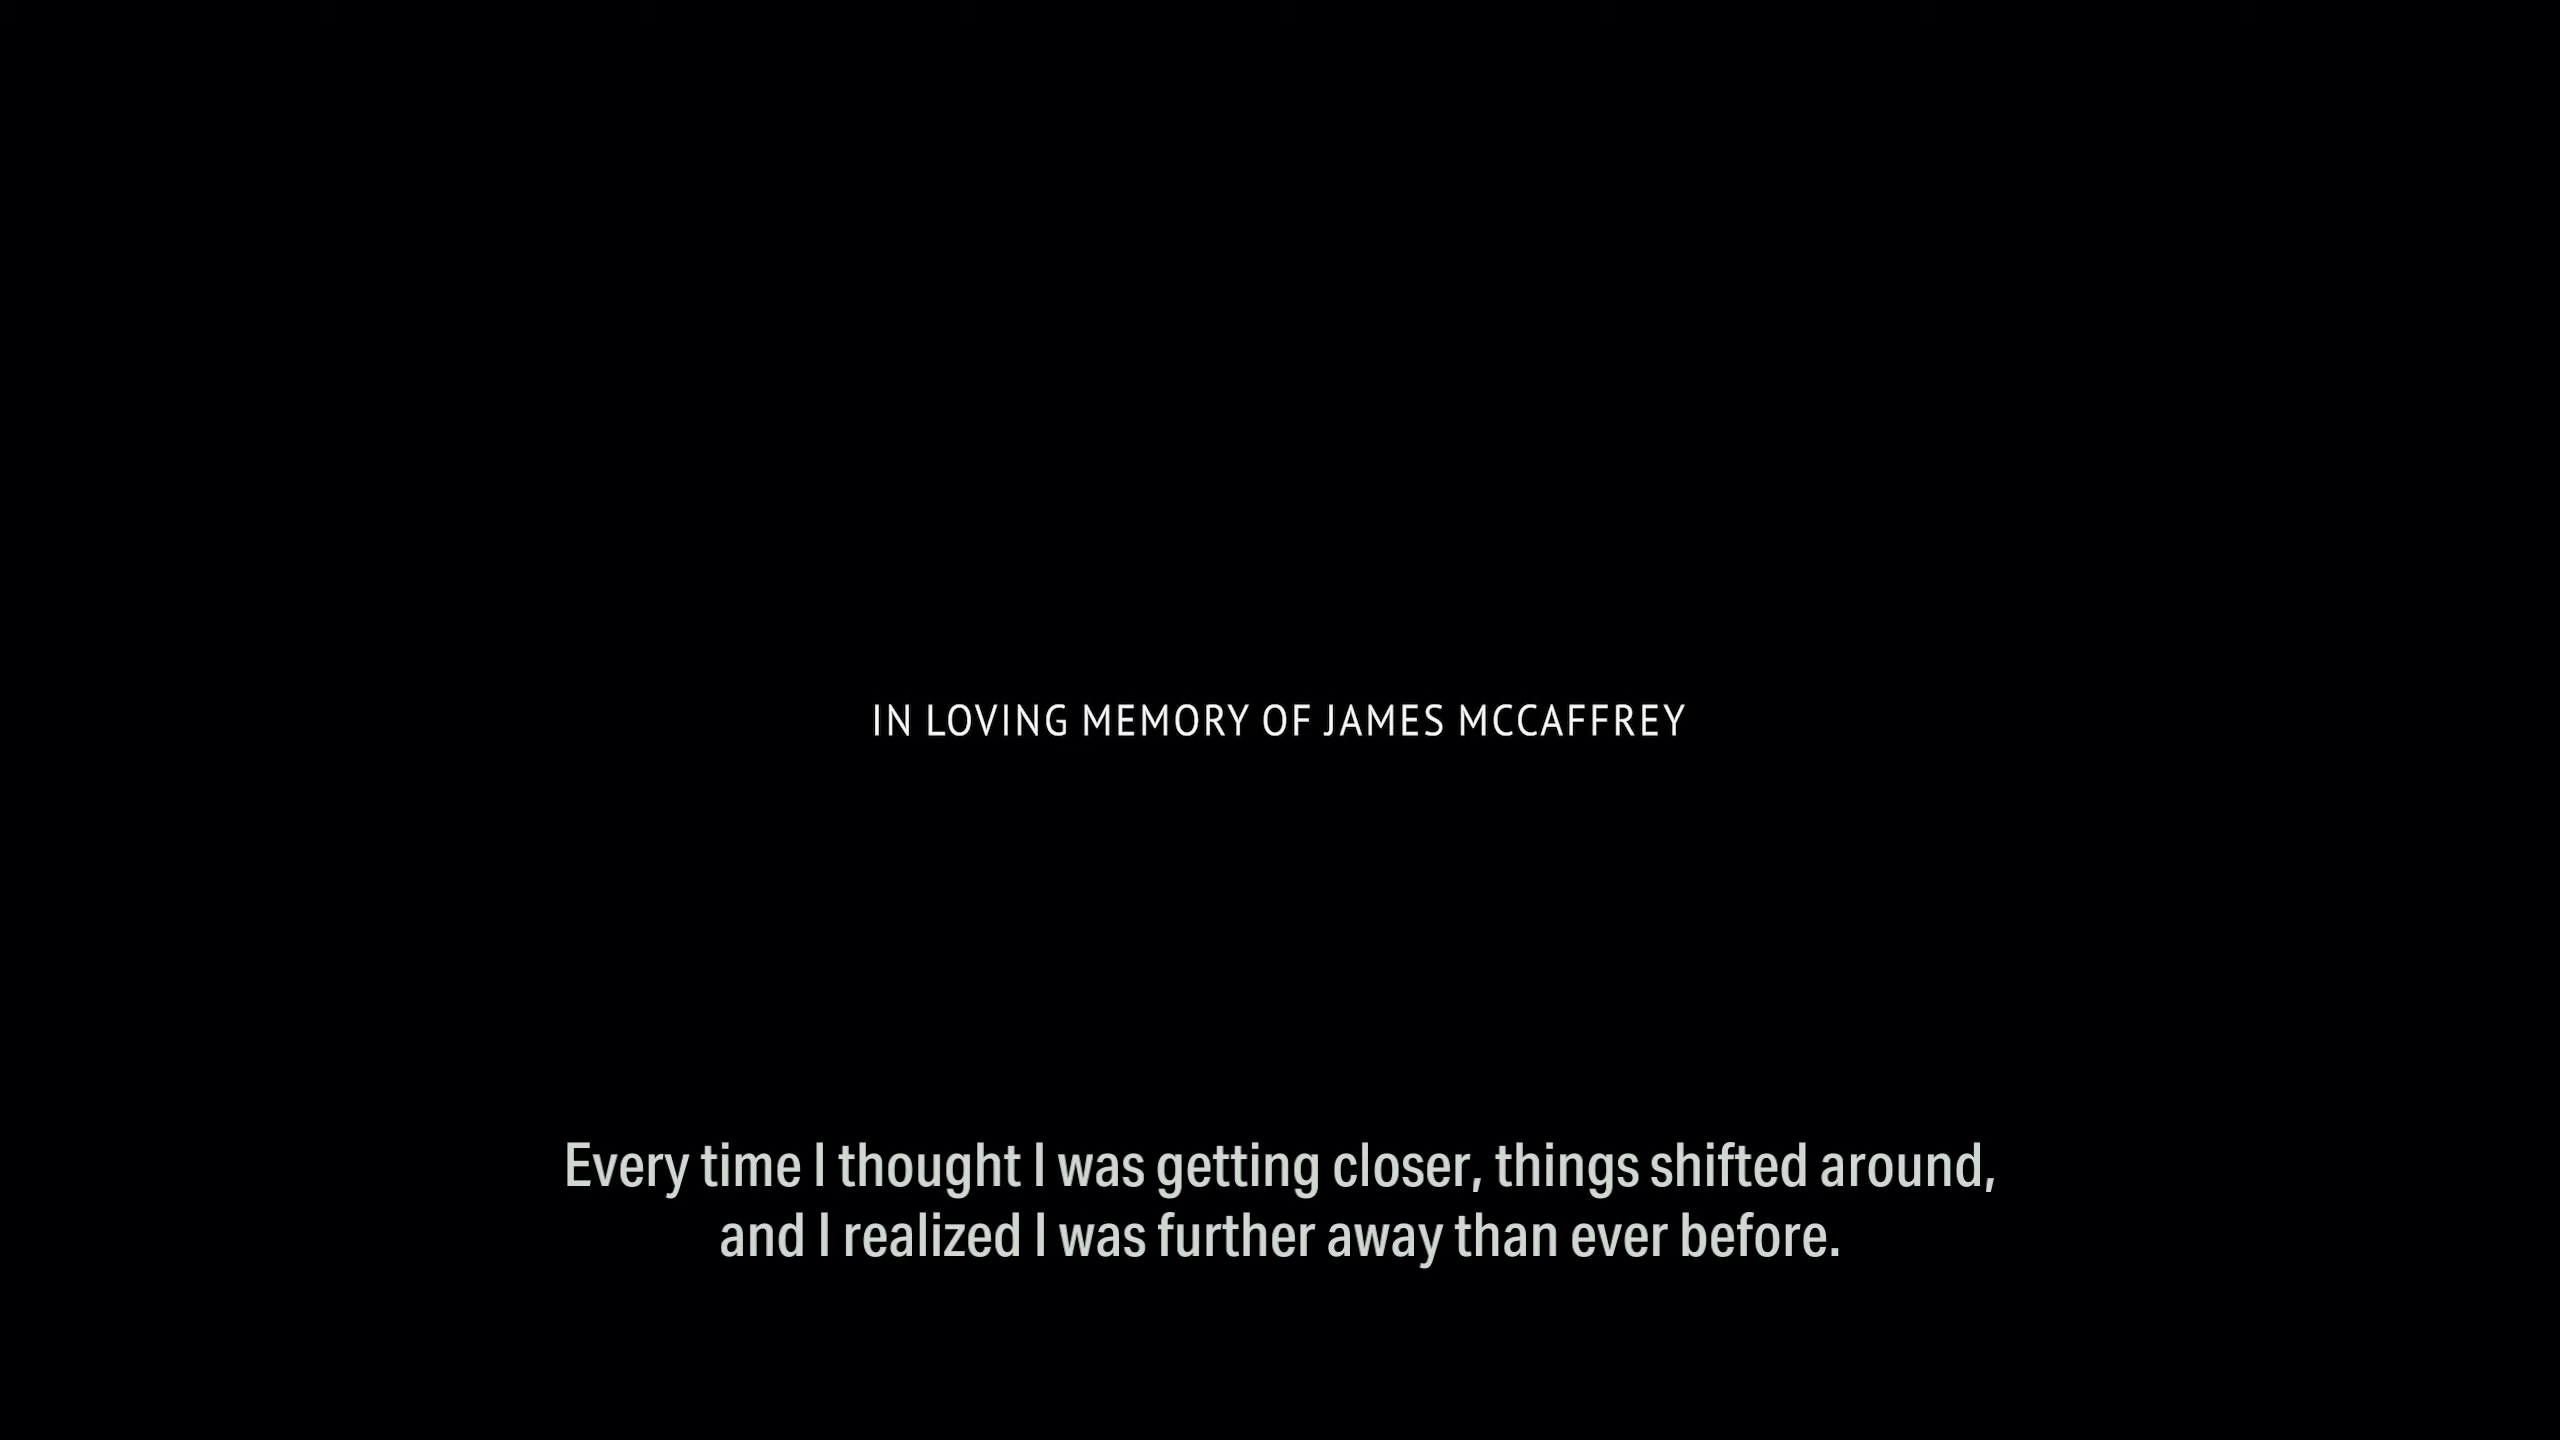 IN LOVING MEMORY OF JAMES MCCAFFREY
Every time I thought I was getting closer, things shifted around,
and I realized I was further away than ever before.